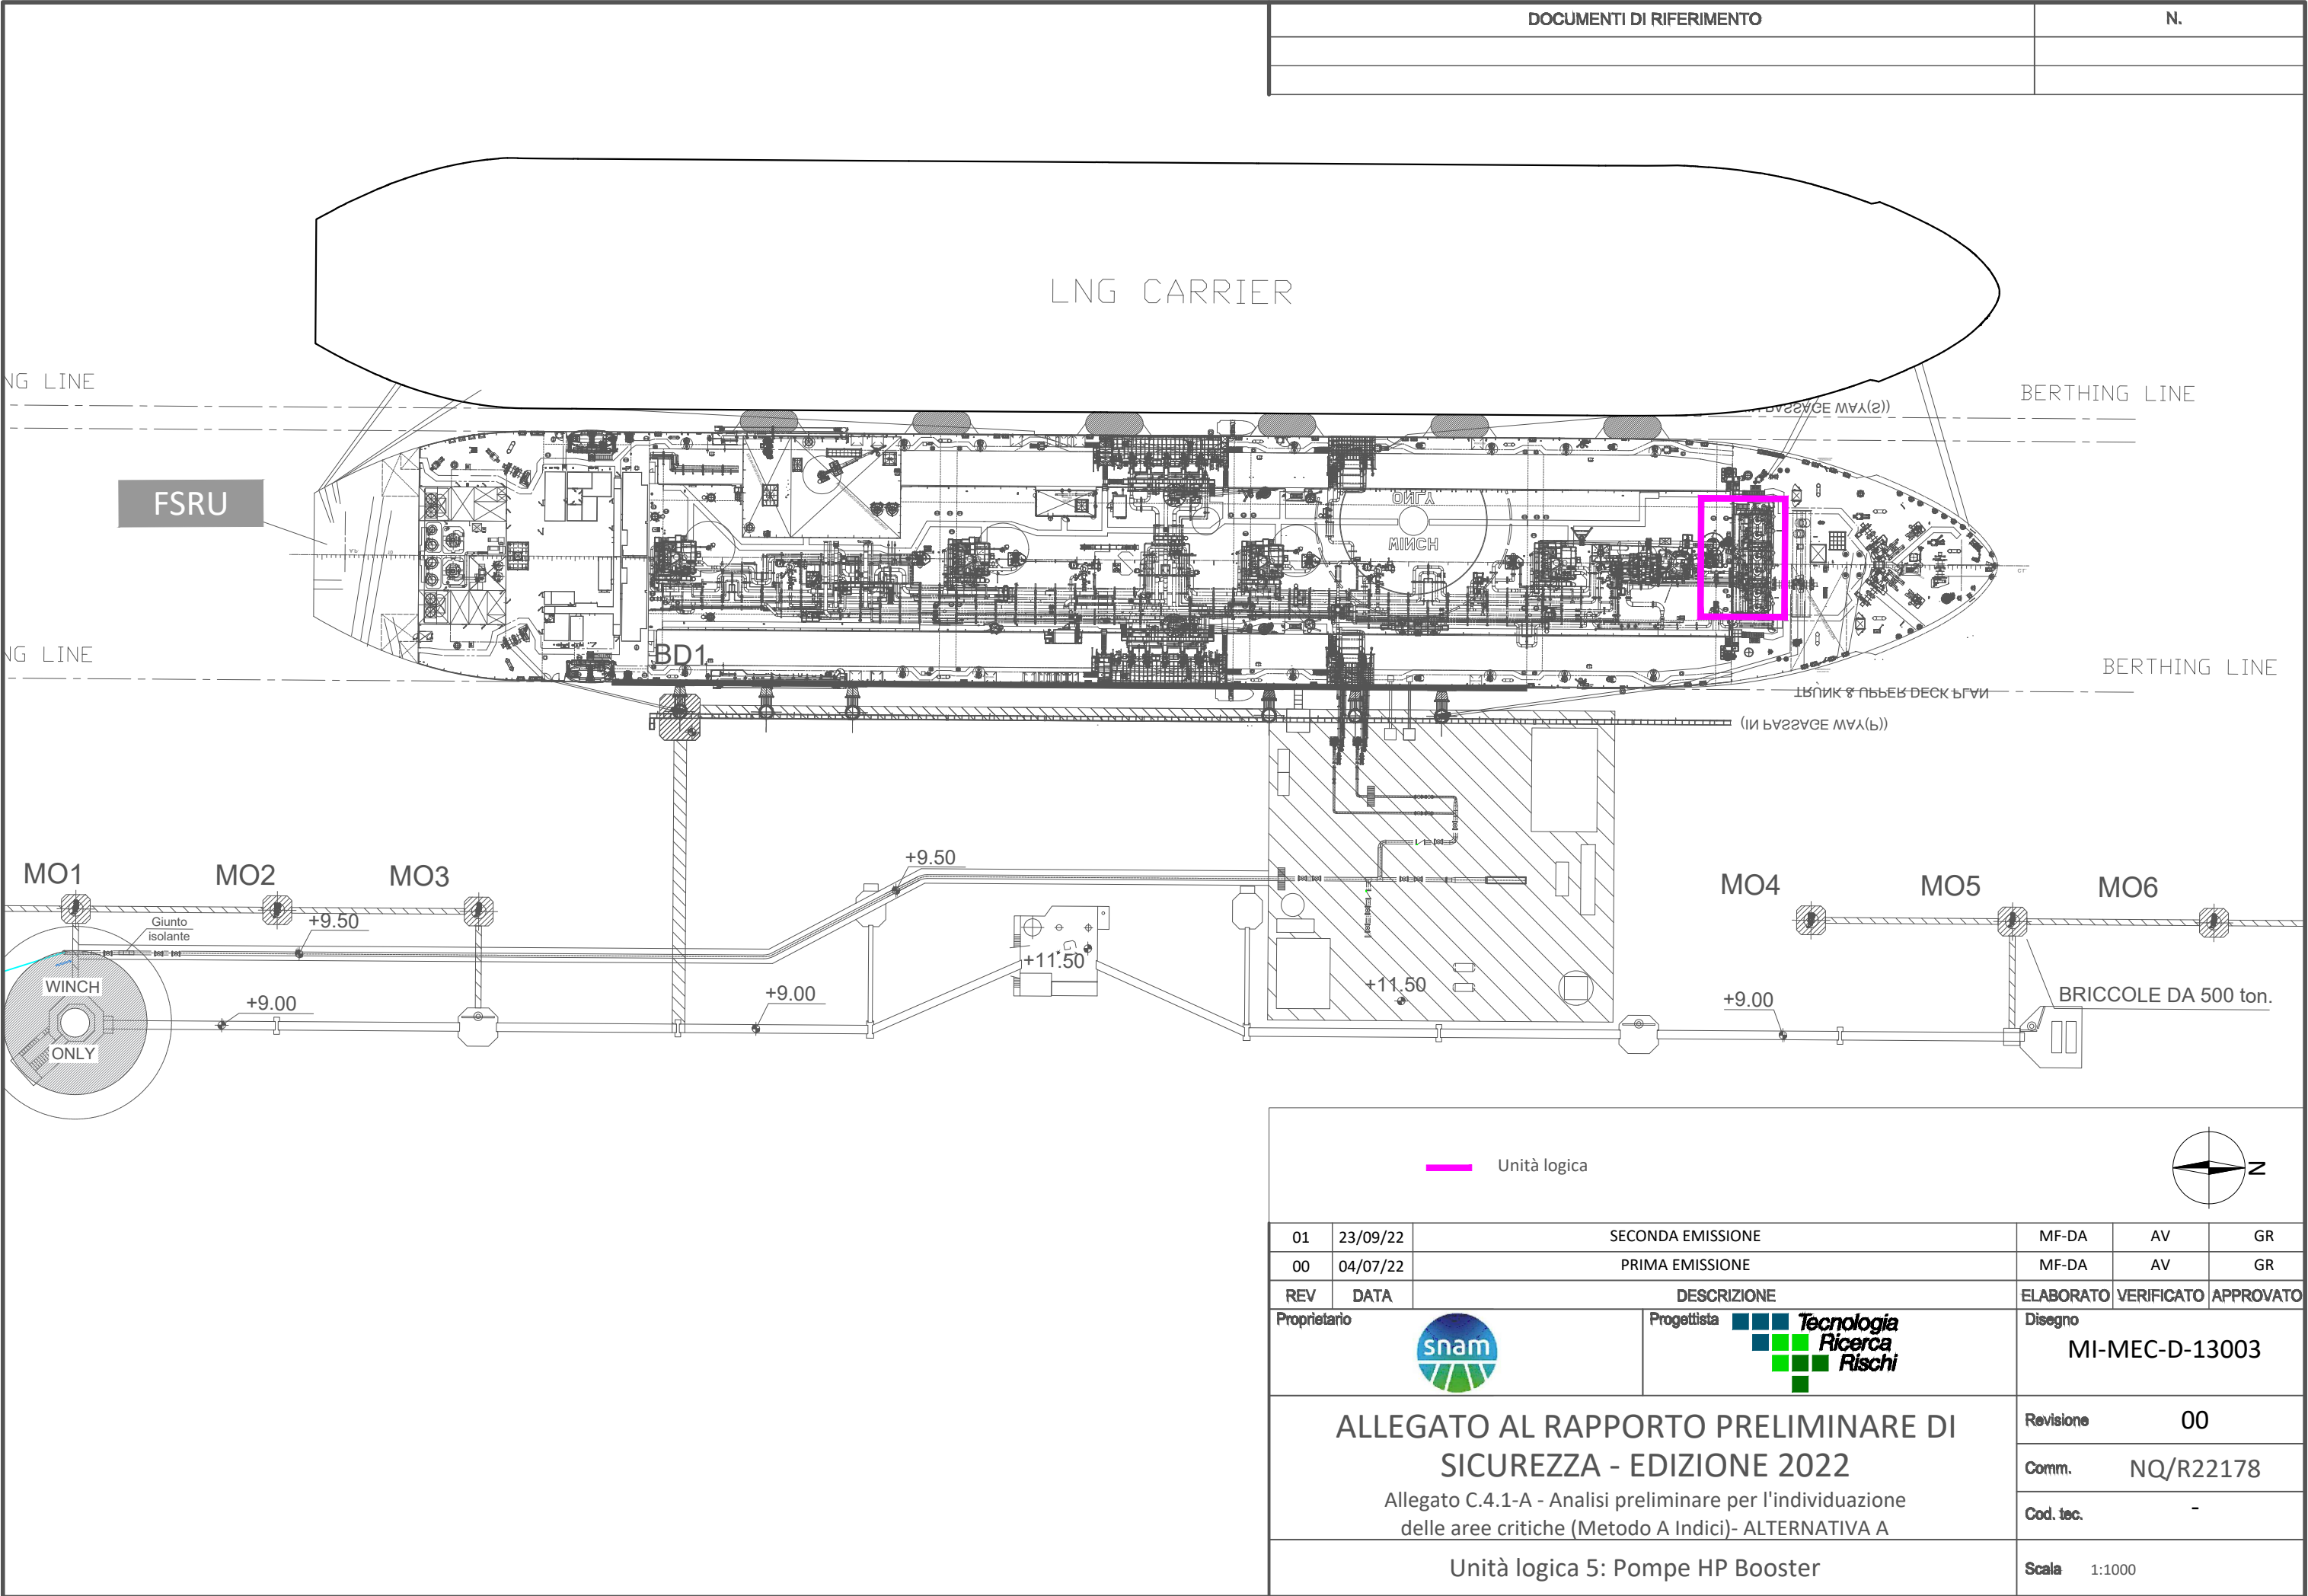 DOCUMENTI DI RIFERIMENTO
N.
LNG CARRIER
NG LINE
BERTHING LINE
PASSAGE WAY(S))
FSRU
ONLY
WINCH
NG LINE
BD1
BERTHING LINE
TRUNK & UPPER DECK PLAN
(IN PASSAGE WAY(P))
MO1
MO2
MO3
+9.50
MO4
MO5
MO6
Giunto
isolante
+9.50
+11.50
WINCH
+9.00
+9.00
+11.50
+9.00
BRICCOLE DA 500 ton.
ONLY
Unità logica
N
01 23/09/22 SECONDA EMISSIONE MF-DA AV GR
00 04/07/22 PRIMA EMISSIONE MF-DA AV GR
REV DATA DESCRIZIONE ELABORATO VERIFICATO APPROVATO
Proprietario
snam
Progettista
Tecnologia
Ricerca
Rischi
Disegno
MI-MEC-D-13003
ALLEGATO AL RAPPORTO PRELIMINARE DI
SICUREZZA - EDIZIONE 2022
Allegato C.4.1-A - Analisi preliminare per l'individuazione
delle aree critiche (Metodo A Indici)- ALTERNATIVA A
Revisione 00
Comm. NQ/R22178
Cod. tec. -
Unità logica 5: Pompe HP Booster
Scala 1:1000